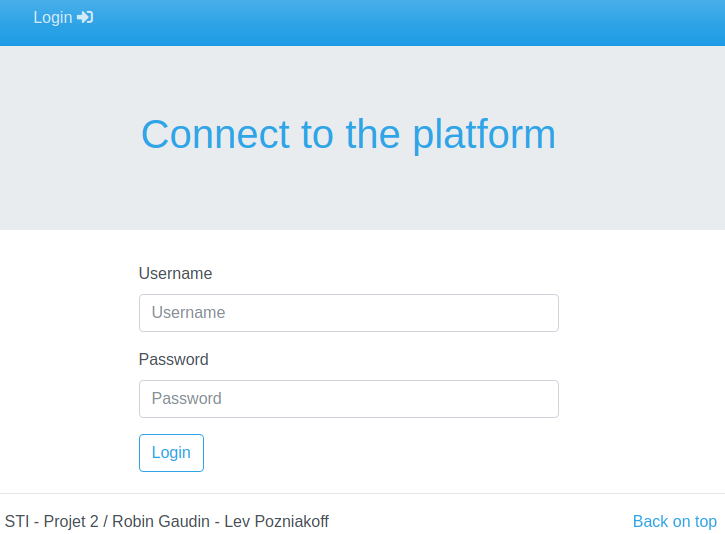 Login
Connect to the platform
Username
Username
Password
Password
Login
STI - Projet 2 / Robin Gaudin - Lev Pozniakoff
Back on top